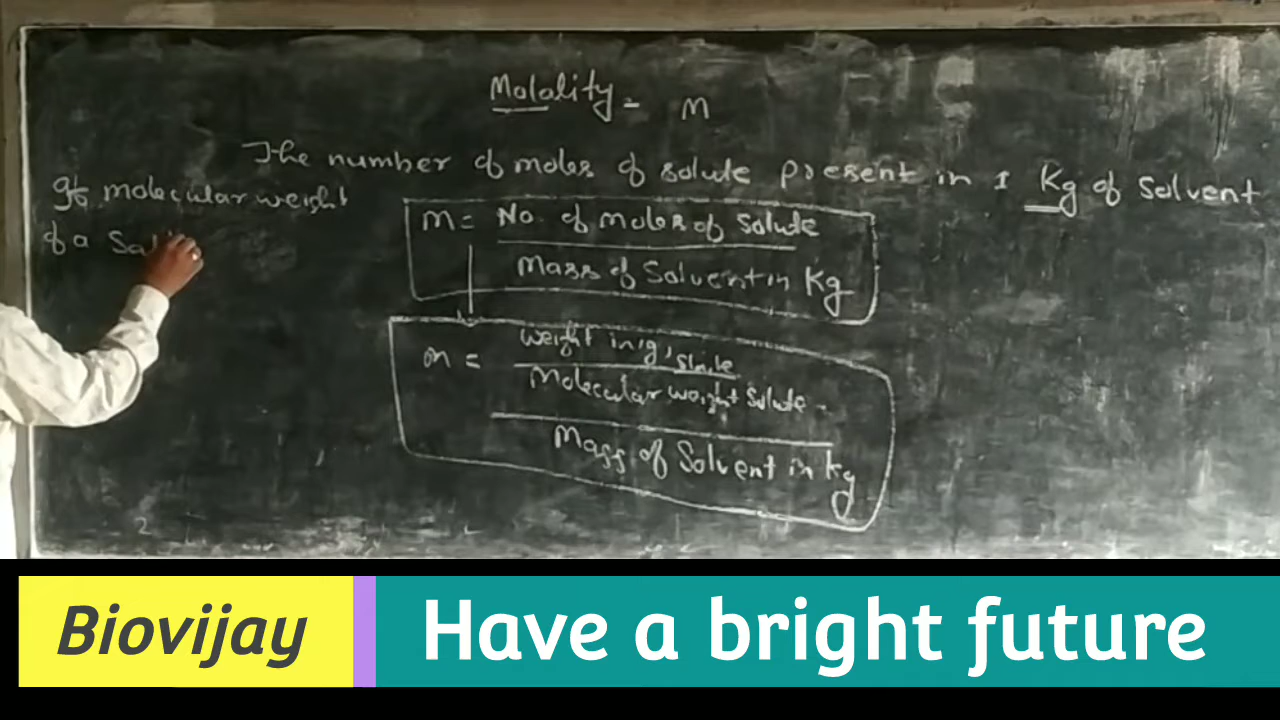 Molality = m
The number of moles of solute present in 1 Kg of Solvent
If molecular weight
of a
m = No. of moles of Solute
Mass of Solvent in Kg
m = Weight in 'g' Solute
Molecular weight Solute
Mass of Solvent in kg
Biovijay
Have a bright future